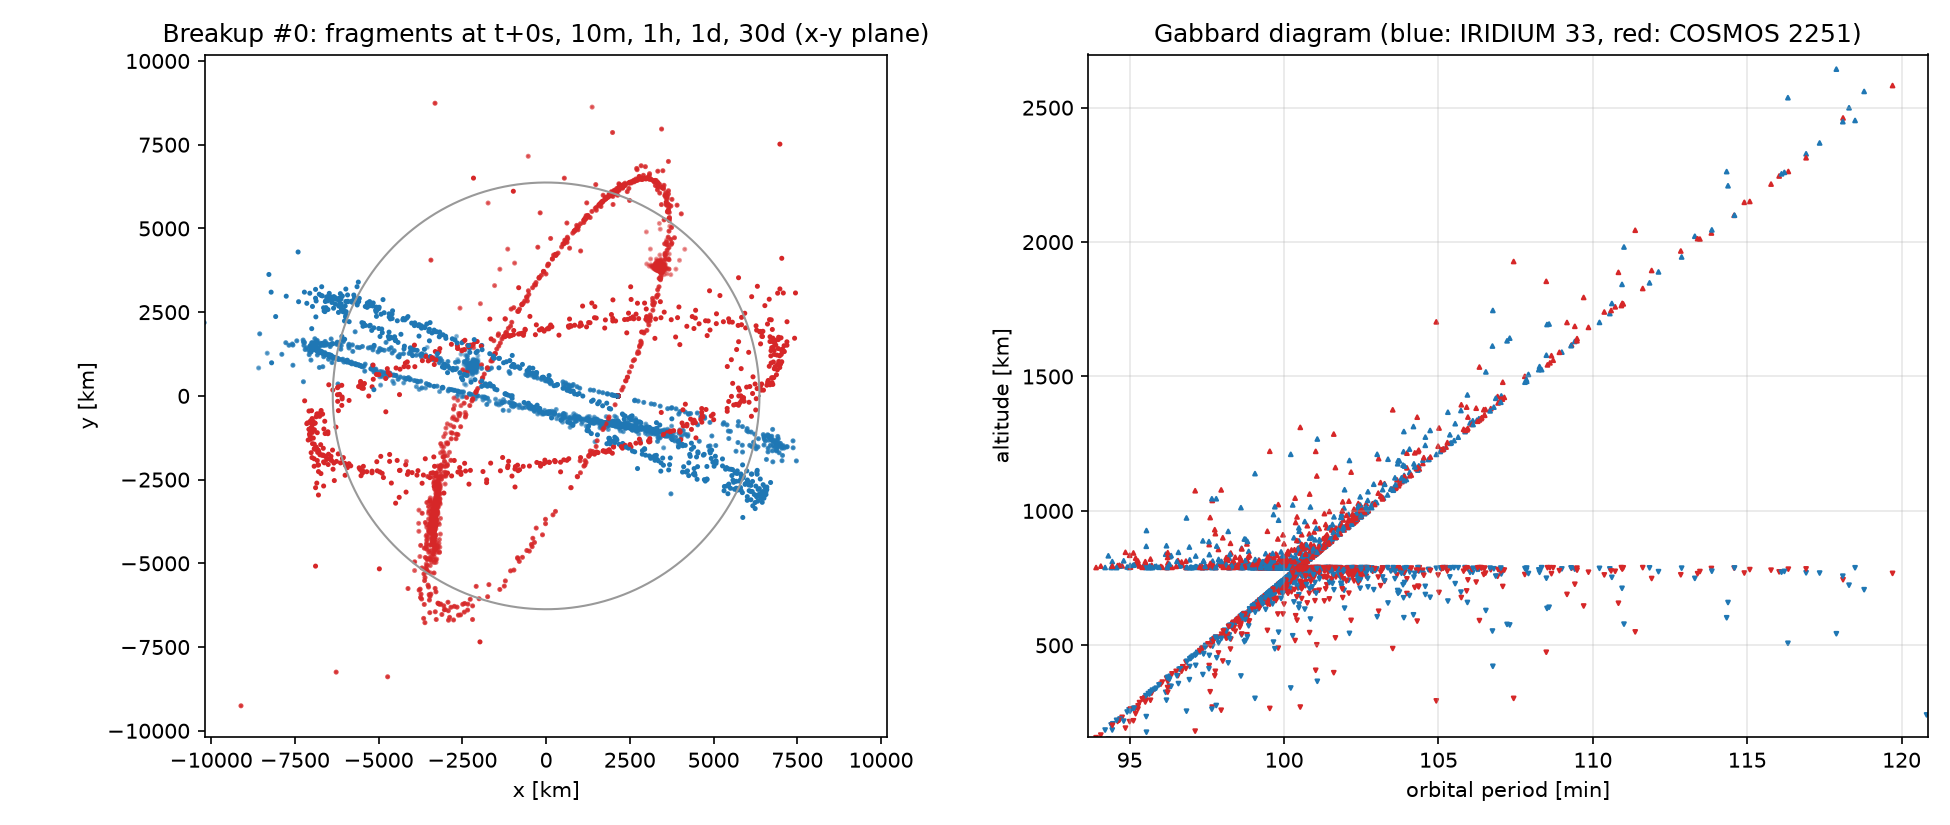 Breakup #0: fragments at t+0s, 10m, 1h, 1d, 30d (x-y plane)
10000
7500
5000
2500
0
−2500
−5000
−7500
−10000
y [km]
−10000 −7500 −5000 −2500 0 2500 5000 7500 10000
x [km]
Gabbard diagram (blue: IRIDIUM 33, red: COSMOS 2251)
2500
2000
1500
1000
500
altitude [km]
95 100 105 110 115 120
orbital period [min]